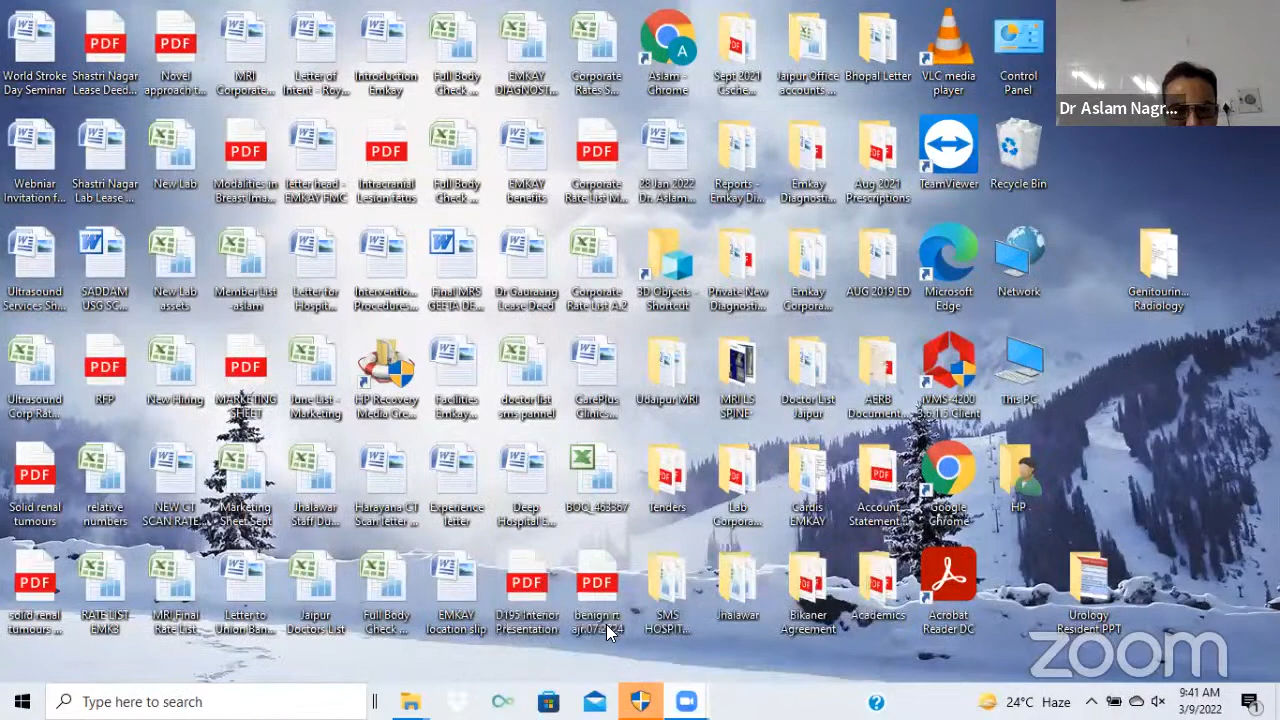 World Stroke
Day Seminar
Shastri Nagar
Lease Deed...
Novel
approach t...
MRI
Corporate...
Letter of
Intent - Roy...
Introduction
Emkay
Full Body
Check ...
EMKAY
DIAGNOST...
Corporate
Rates S...
Aslam -
Chrome
Sept 2021
Gsche...
Jaipur Office
accounts ...
Bhopal Letter
VLC media
player
Control
Panel
Dr Aslam Nagr...
Webniar
Invitation f...
Shastri Nagar
Lab Lease ...
New Lab
Modalities in
Breast Ima...
letter head -
EMKAY FMC
Intracranial
Lesion fetus
Full Body
Check ...
EMKAY
benefits
Corporate
Rate List M...
28 Jan 2022
Dr. Aslam...
Reports -
Emkay Di...
Emkay
Diagnosti...
Aug 2021
Prescriptions
TeamViewer
Recycle Bin
Ultrasound
Services Sh...
SADDAM
USG SC...
New Lab
assets
Member List
-aslam
Letter for
Hospit...
Interventio...
Procedures...
Final MRS
GEETA DE...
Dr Gauraang
Lease Deed
Corporate
Rate List A.2
3D Objects -
Shortcut
Private New
Diagnosti...
Emkay
Corpora...
AUG 2019 ED
Microsoft
Edge
Network
Genitourin...
Radiology
Ultrasound
Corp Rat...
RFP
New Hiring
MARKETING
SHEET
June List -
Marketing
HP Recovery
Media Cre...
Facilities
Emkay...
doctor list
sms pannel
CarePlus
Clinics...
Udaipur MRI
MRI LS
SPINE
Doctor List
Jaipur
AERB
Document...
iVMS-4200
3.6.1.5 Client
This PC
Solid renal
tumours
relative
numbers
NEW CT
SCAN RATE...
Marketing
Sheet Sept
Jhalawar
Staff Du...
Harayana CT
Scan letter ...
Experience
letter
Deep
Hospital E...
BOQ_463357
Tenders
Lab
Corpora...
Cardis
EMKAY
Account
Statement...
Google
Chrome
HP
solid renal
tumours ...
RATE LIST
EMK3
MRI Final
Rate List
Letter to
Union Ban...
Jaipur
Doctors List
Full Body
Check ...
EMKAY
location slip
D195 Interior
Presentation
benign rt
SMS
HOSPIT...
Jhalawar
Bikaner
Agreement
Academics
Acrobat
Reader DC
Urology
Resident PPT
zoom
Type here to search
24°C Haze
9:41 AM
3/9/2022